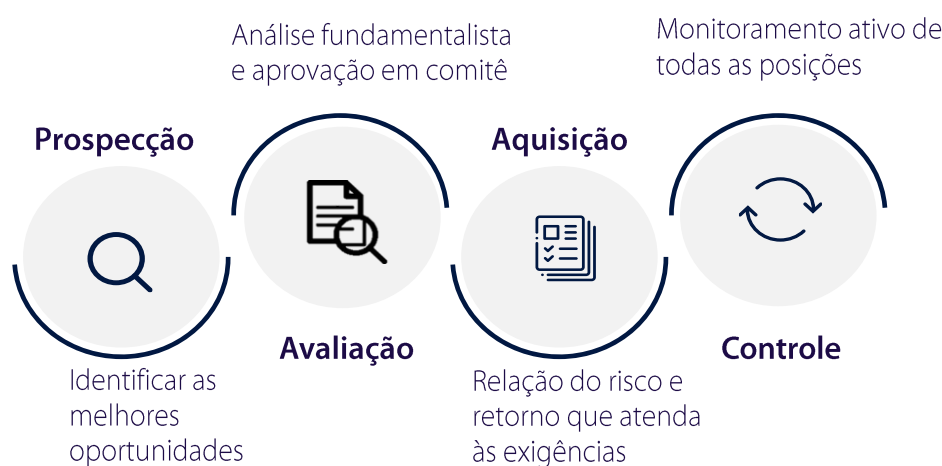 Prospecção
Identificar as
melhores
oportunidades
Análise fundamentalista
e aprovação em comitê
Avaliação
Aquisição
Relação do risco e
retorno que atenda
às exigências
Monitoramento ativo de
todas as posições
Controle